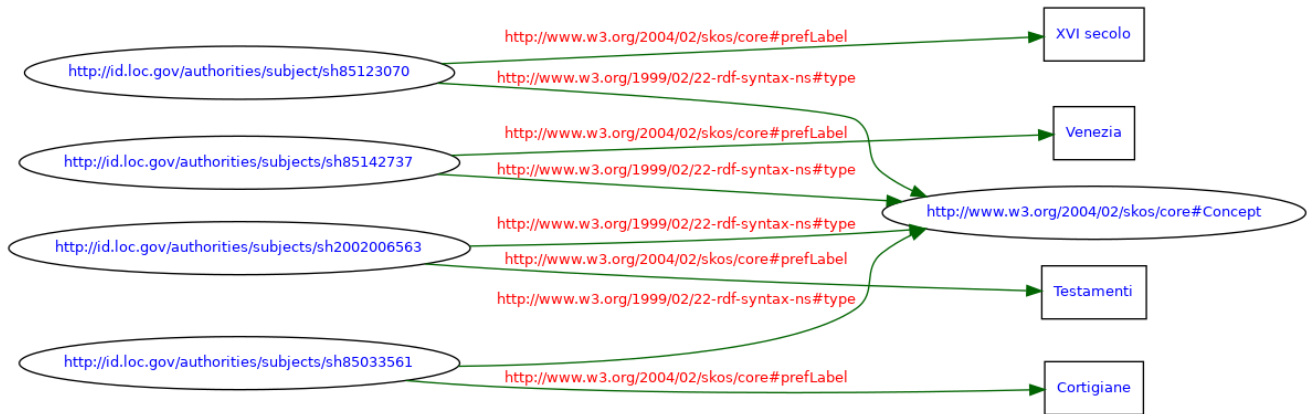 XVI secolo
http://www.w3.org/2004/02/skos/core#prefLabel
http://id.loc.gov/authorities/subject/sh85123070
http://www.w3.org/1999/02/22-rdf-syntax-ns#type
http://www.w3.org/2004/02/skos/core#prefLabel
Venezia
http://id.loc.gov/authorities/subjects/sh85142737
http://www.w3.org/1999/02/22-rdf-syntax-ns#type
http://www.w3.org/2004/02/skos/core#Concept
http://www.w3.org/1999/02/22-rdf-syntax-ns#type
http://id.loc.gov/authorities/subjects/sh2002006563
http://www.w3.org/2004/02/skos/core#prefLabel
Testamenti
http://www.w3.org/1999/02/22-rdf-syntax-ns#type
http://id.loc.gov/authorities/subjects/sh85033561
http://www.w3.org/2004/02/skos/core#prefLabel
Cortigiane